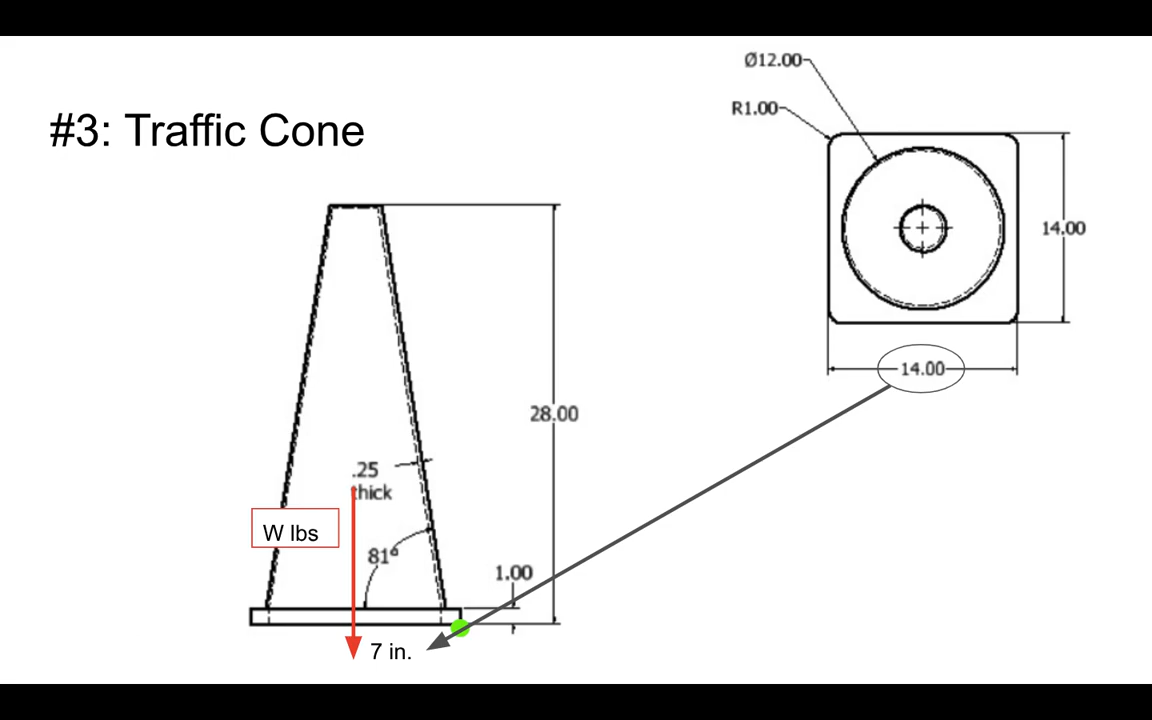 #3: Traffic Cone
Ø12.00
R1.00
14.00
14.00
28.00
.25
thick
W lbs
81°
1.00
7 in.